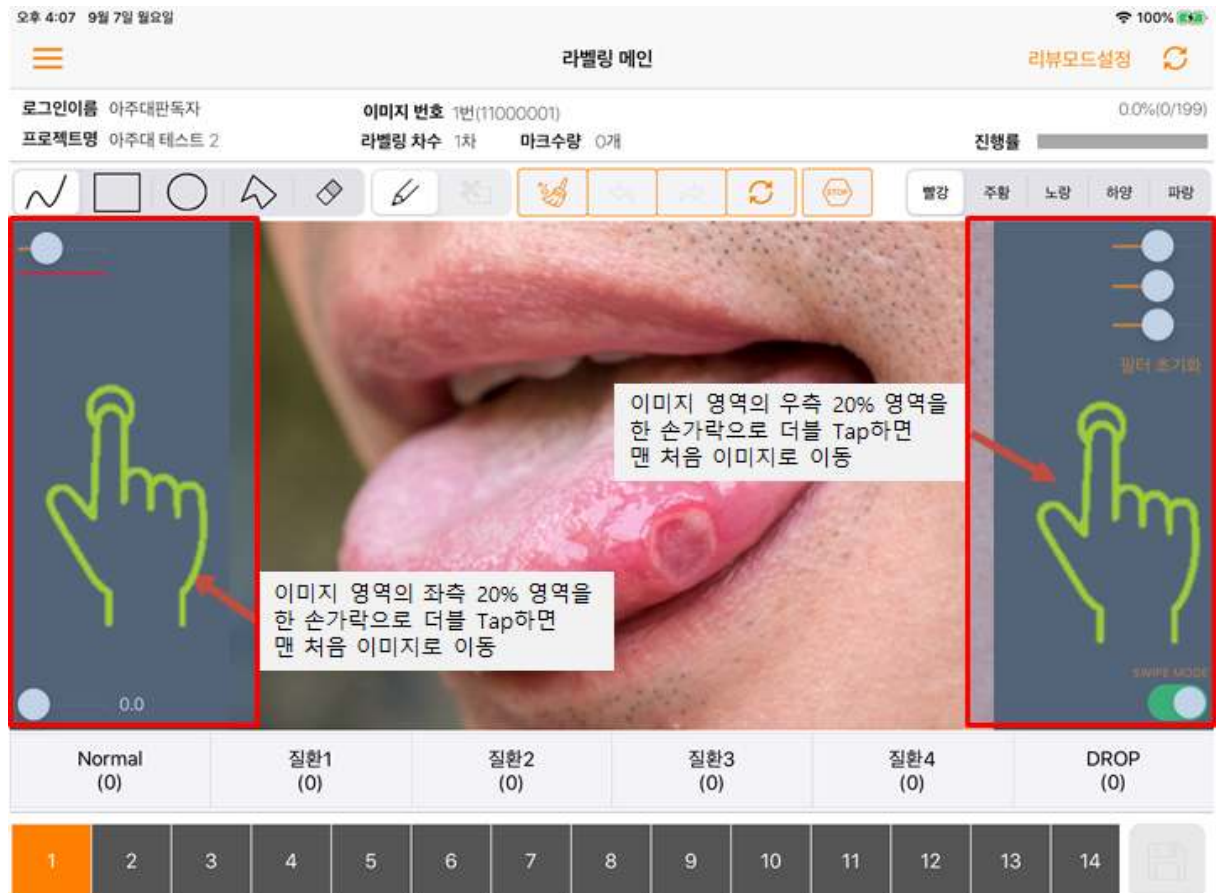 오후 4:07 9월 7일 월요일 100%
라벨링 메인 리뷰모드설정
로그인이름 아주대판독자 이미지 번호 1번(11000001) 0.0%(0/199)
프로젝트명 아주대 테스트 2 라벨링 차수 1차 마크수량 0개 진행률
STOP 빨강 주황 노랑 하양 파랑
필터 초기화
이미지 영역의 우측 20% 영역을
한 손가락으로 더블 Tap하면
맨 처음 이미지로 이동
이미지 영역의 좌측 20% 영역을
한 손가락으로 더블 Tap하면
맨 처음 이미지로 이동
SWIPE MODE
0.0
Normal 질환1 질환2 질환3 질환4 DROP
(0) (0) (0) (0) (0) (0)
1 2 3 4 5 6 7 8 9 10 11 12 13 14